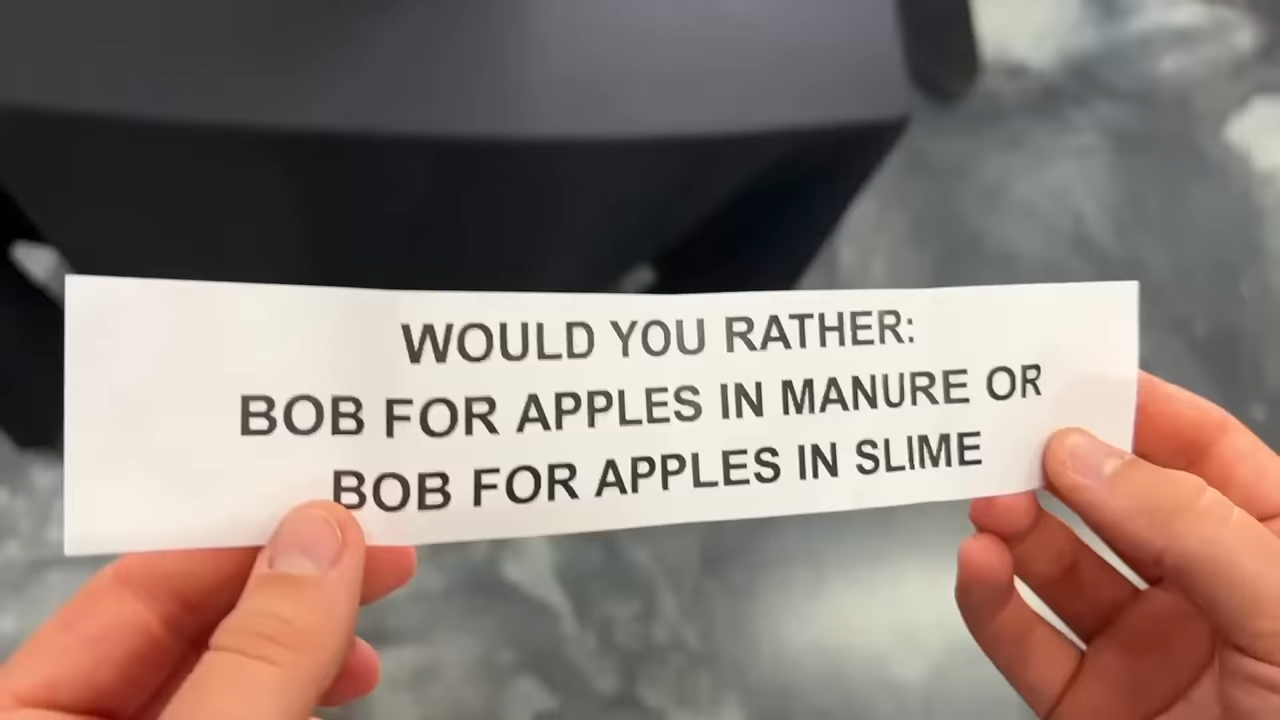 WOULD YOU RATHER:
BOB FOR APPLES IN MANURE OR
BOB FOR APPLES IN SLIME